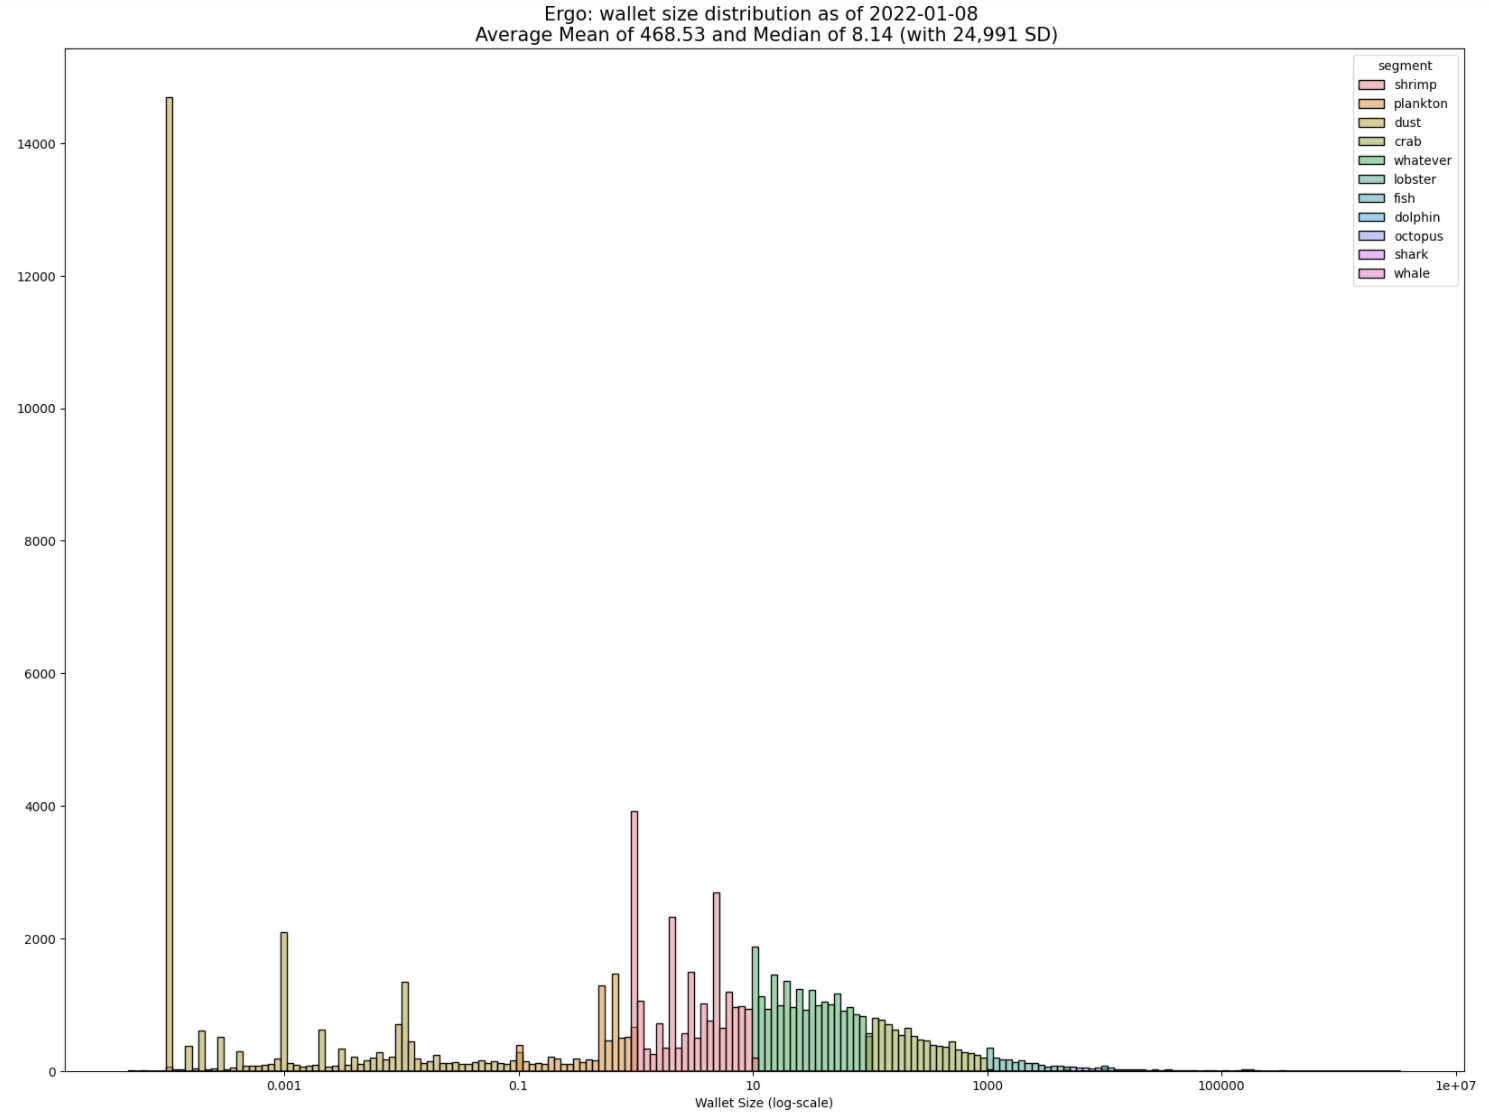 Ergo: wallet size distribution as of 2022-01-08
Average Mean of 468.53 and Median of 8.14 (with 24,991 SD)
segment
shrimp
plankton
dust
crab
whatever
lobster
fish
dolphin
octopus
shark
whale
14000
12000
10000
8000
6000
4000
2000
0
0.001 0.1 10 1000 100000 1e+07
Wallet Size (log-scale)